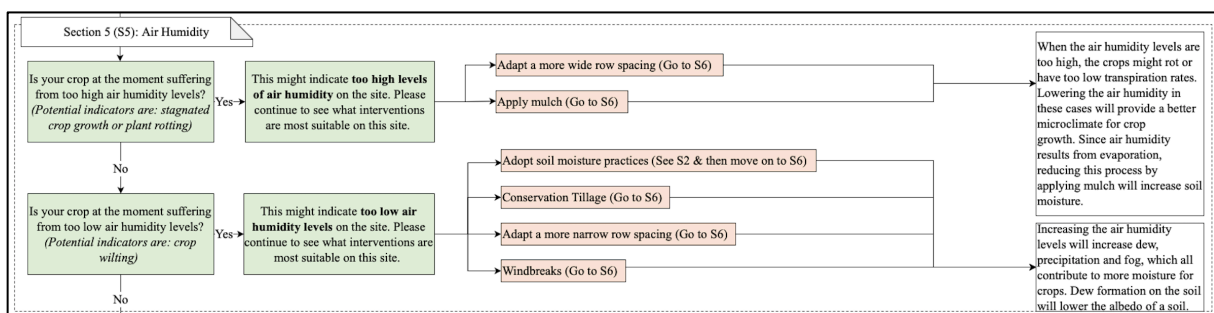 Section 5 (S5): Air Humidity
Is your crop at the moment suffering
from too high air humidity levels?
(Potential indicators are: stagnated
crop growth or plant rotting)
Yes
This might indicate too high levels
of air humidity on the site. Please
continue to see what interventions
are most suitable on this site.
Adapt a more wide row spacing (Go to S6)
Apply mulch (Go to S6)
When the air humidity levels are
too high, the crops might rot or
have too low transpiration rates.
Lowering the air humidity in
these cases will provide a better
microclimate for crop
growth. Since air humidity
results from evaporation,
reducing this process by
applying mulch will increase soil
moisture.
No
Is your crop at the moment suffering
from too low air humidity levels?
(Potential indicators are: crop
wilting)
Yes
This might indicate too low air
humidity levels on the site. Please
continue to see what interventions are
most suitable on this site.
Adopt soil moisture practices (See S2 & then move on to S6)
Conservation Tillage (Go to S6)
Adapt a more narrow row spacing (Go to S6)
Windbreaks (Go to S6)
Increasing the air humidity
levels will increase dew,
precipitation and fog, which all
contribute to more moisture for
crops. Dew formation on the soil
will lower the albedo of a soil.
No